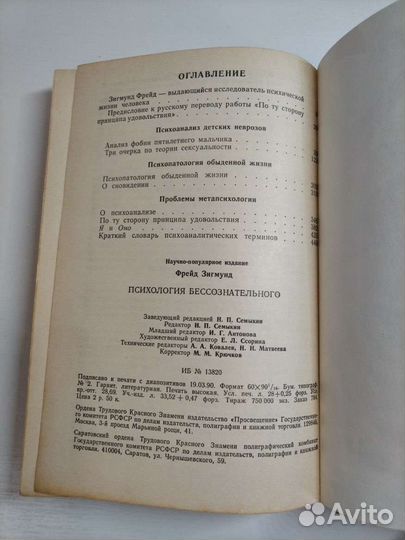 ОГЛАВЛЕНИЕ
Зигмунд Фрейд — выдающийся исследователь психической
жизни человека
Предисловие к русскому переводу работы «По ту сторону
принципа удовольствия»
Психоанализ детских неврозов
Анализ фобии пятилетнего мальчика
Три очерка по теории сексуальности
Психопатология обыденной жизни
Психопатология обыденной жизни
О сновидении
Проблемы метапсихологии
О психоанализе
По ту сторону принципа удовольствия
Я и Оно
Краткий словарь психоаналитических терминов
Научно-популярное издание
Фрейд Зигмунд
ПСИХОЛОГИЯ БЕССОЗНАТЕЛЬНОГО
Заведующий редакцией Н. П. Семыкин
Редактор Н. П. Семыкин
Младший редактор И. Г. Антонова
Художественный редактор Е. Л. Ссорина
Технические редакторы А. А. Ковалев, Н. Н. Матвеева
Корректор М. М. Крючков
ИБ № 13820
Подписано к печати с диапозитивов 19.03.90. Формат 60×90 1/16. Бум. типограф.
№ 2. Гарнит. литературная. Печать высокая. Усл. печ. л. 28+0,25 форз. Усл.
кр.-отт. 28,69. Уч.-изд. л. 33,52+0,47 форз. Тираж 750 000 экз. Заказ 784.
Цена 2 р. 50 к.
Ордена Трудового Красного Знамени издательство «Просвещение» Государствен-
ного комитета РСФСР по делам издательств, полиграфии и книжной торговли. 129846,
Москва, 3-й проезд Марьиной рощи, 41.
Саратовский ордена Трудового Красного Знамени полиграфический комбинат
Государственного комитета РСФСР по делам издательств, полиграфии и книжной
торговли. 410004, Саратов, ул. Чернышевского, 59.
Avito